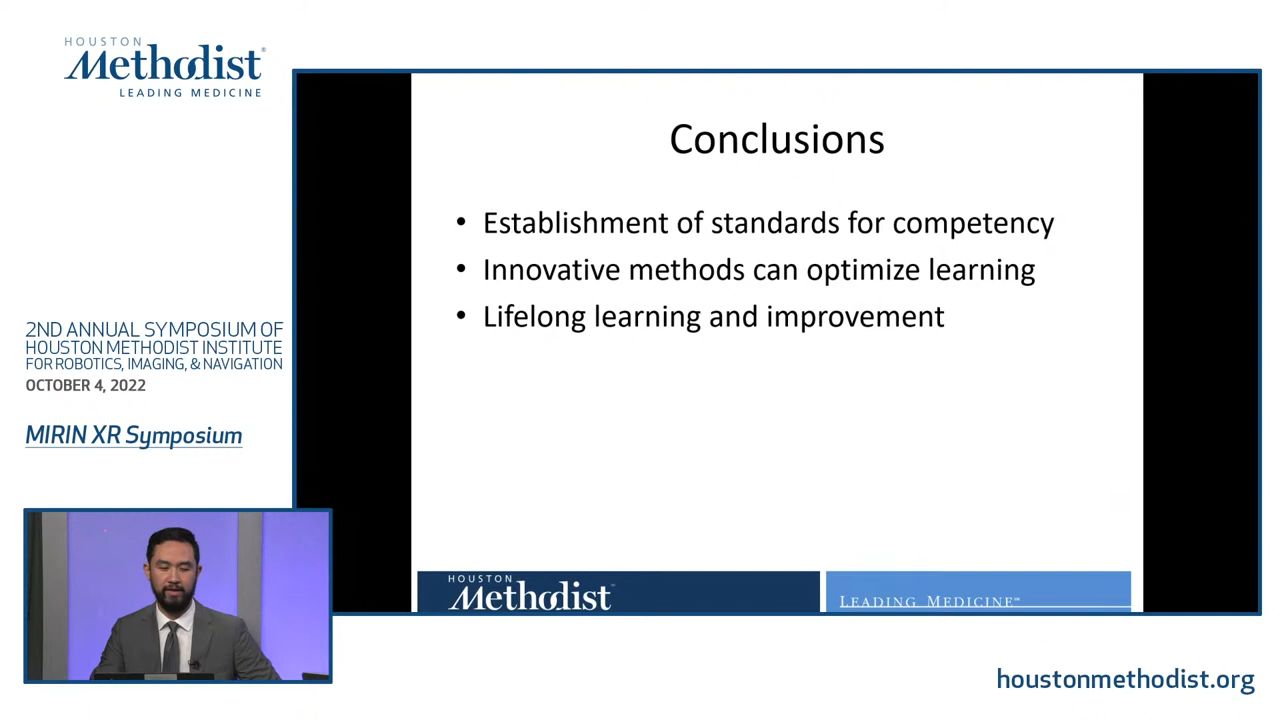 HOUSTON
Methodist®
LEADING MEDICINE
2ND ANNUAL SYMPOSIUM OF
HOUSTON METHODIST INSTITUTE
FOR ROBOTICS, IMAGING, & NAVIGATION
OCTOBER 4, 2022
MIRIN XR Symposium
Conclusions
• Establishment of standards for competency
• Innovative methods can optimize learning
• Lifelong learning and improvement
HOUSTON
Methodist℠
LEADING MEDICINE℠
houstonmethodist.org